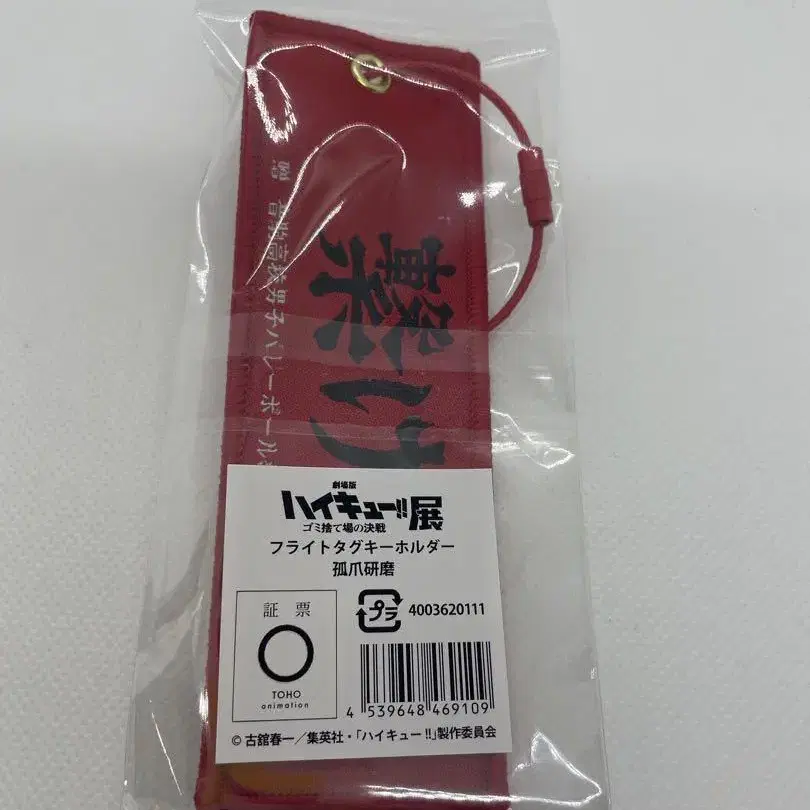 繋げ
贈 音駒高校男子バレーボール
劇場版
ハイキュー!!展
ゴミ捨て場の決戦
フライトタグキーホルダー
孤爪研磨
証 票
TOHO
animation
プラ
4003620111
4 539648 469109
© 古舘春一/集英社・「ハイキュー!!」製作委員会